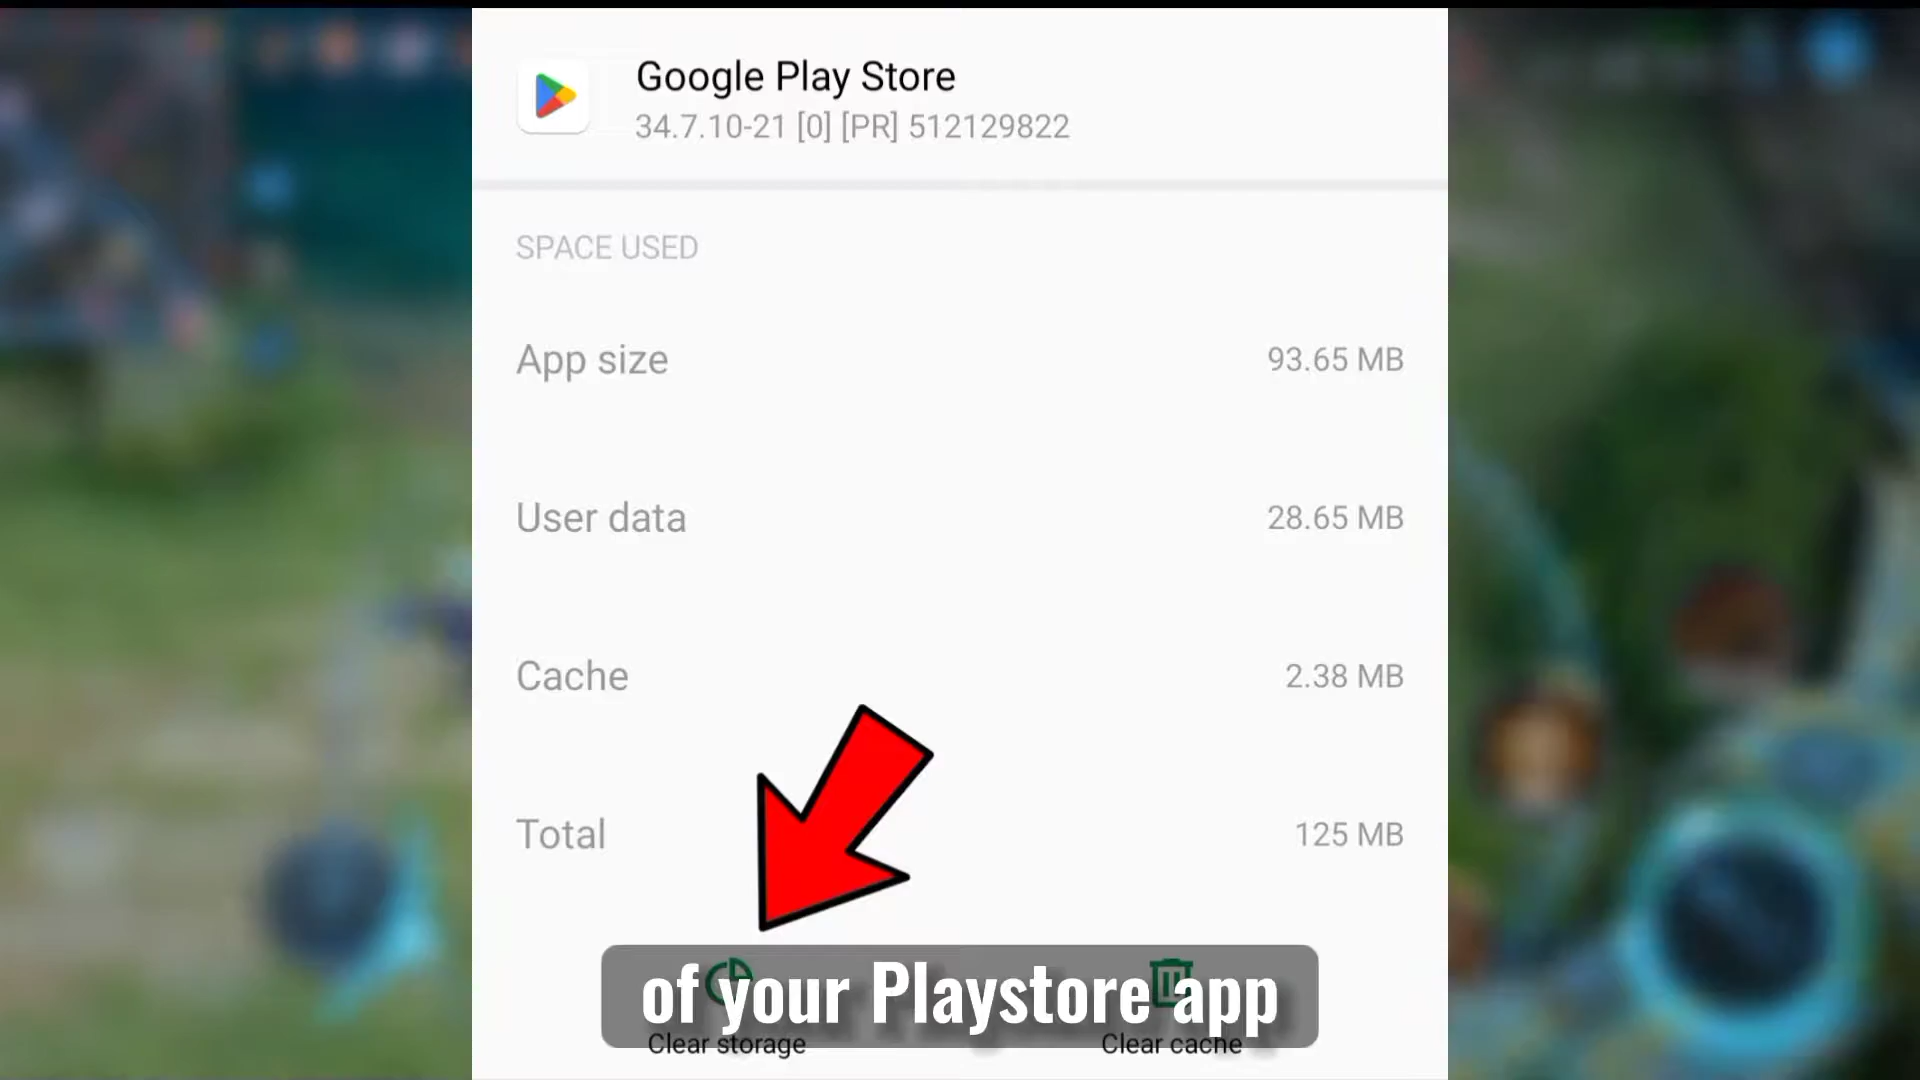 Google Play Store
34.7.10-21 [0] [PR] 512129822
SPACE USED
App size
93.65 MB
User data
28.65 MB
Cache
2.38 MB
Total
125 MB
of your Playstore app
Clear storage
Clear cache